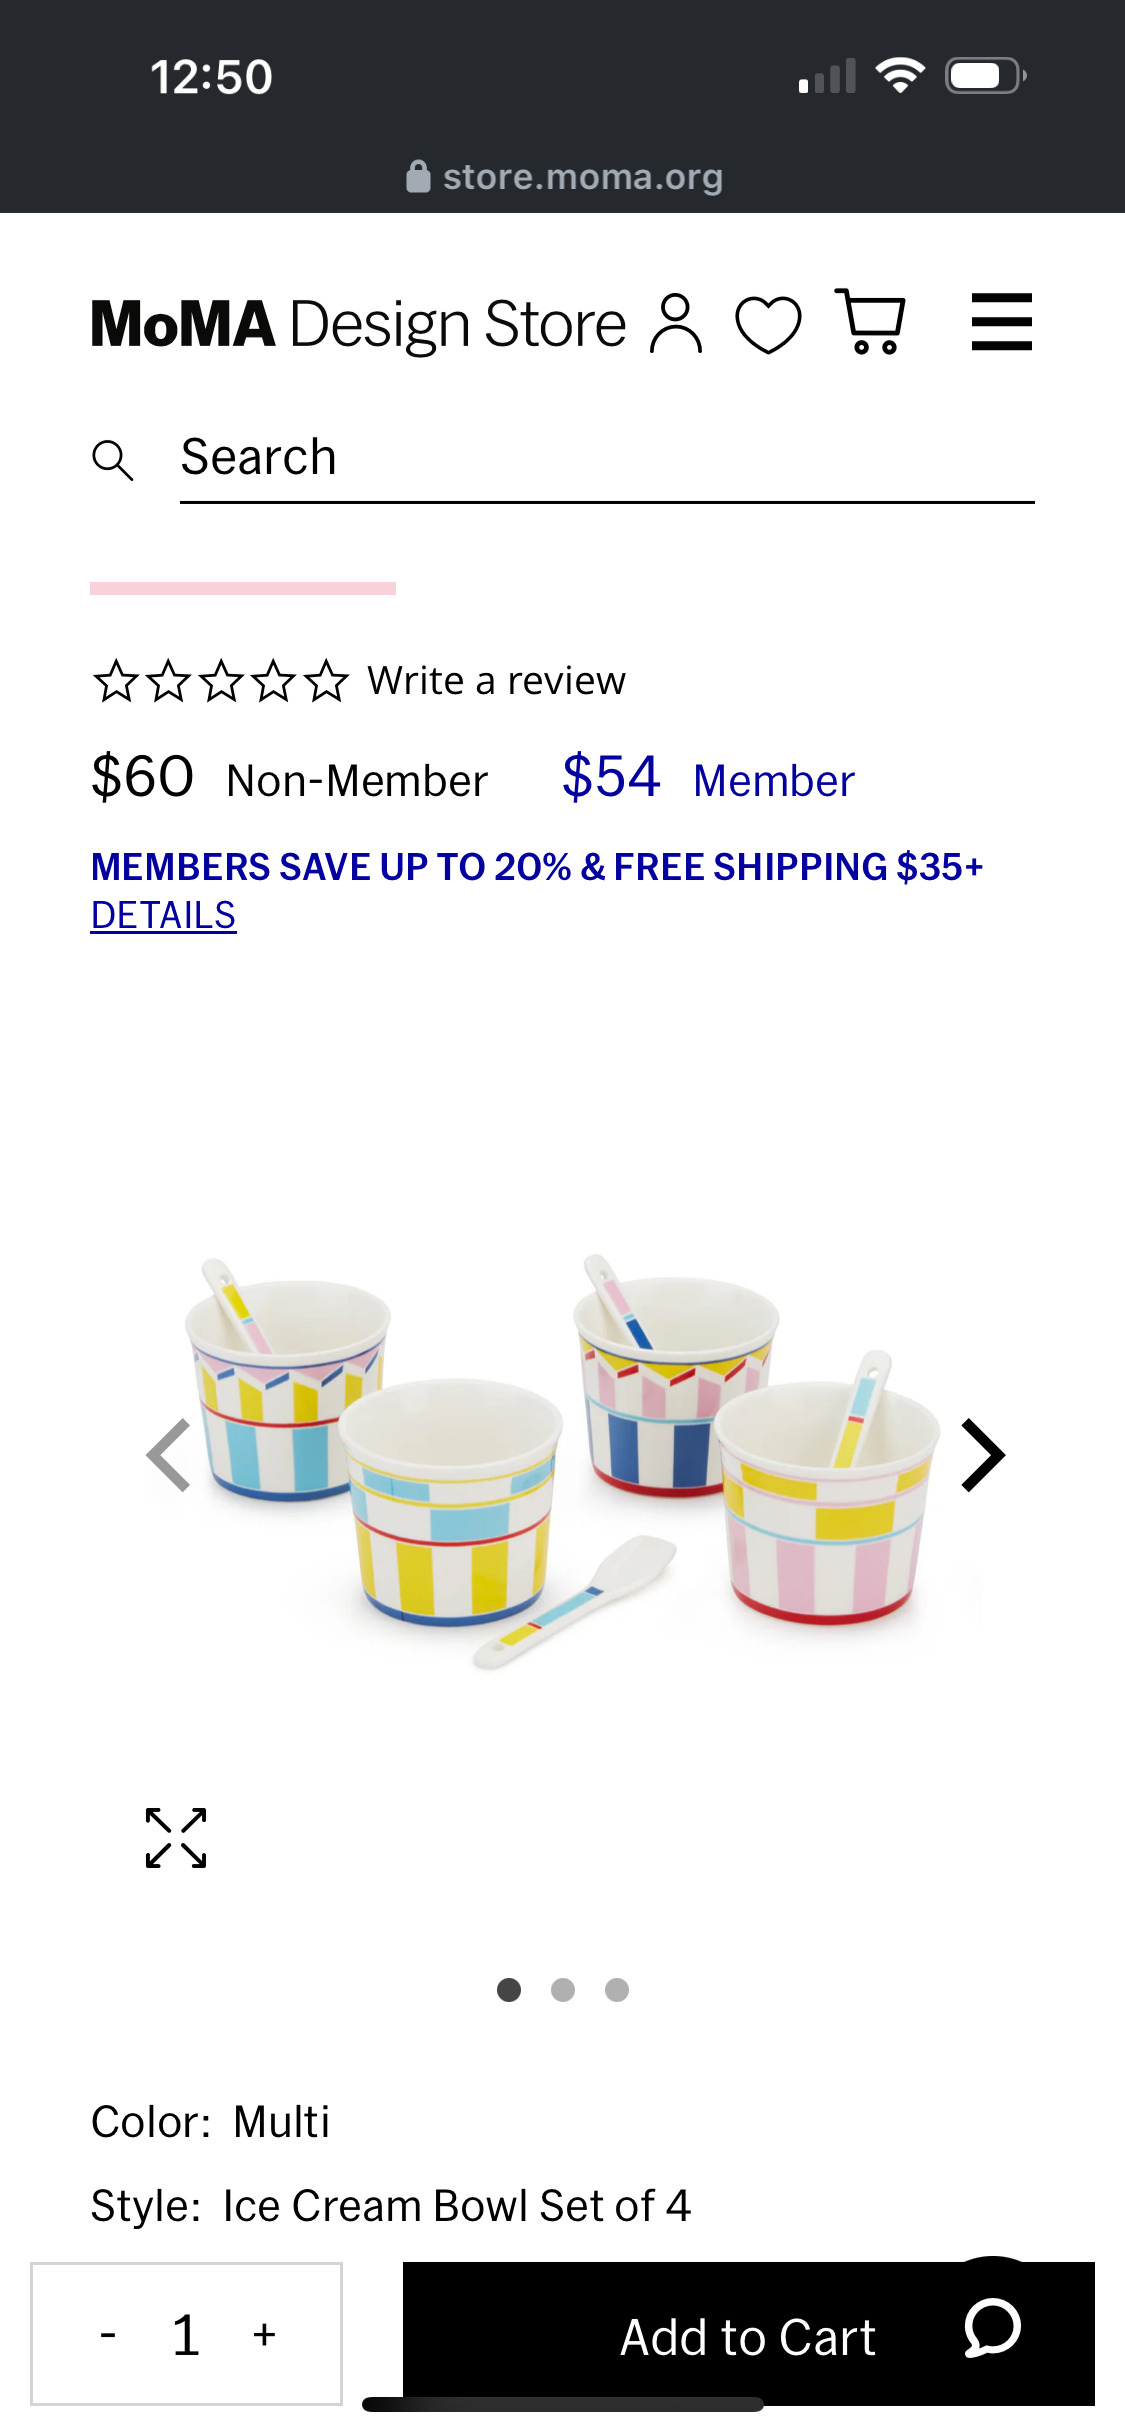 12:50
store.moma.org
MoMA Design Store
Search
Write a review
$60 Non-Member $54 Member
MEMBERS SAVE UP TO 20% & FREE SHIPPING $35+
DETAILS
Color: Multi
Style: Ice Cream Bowl Set of 4
- 1 +
Add to Cart